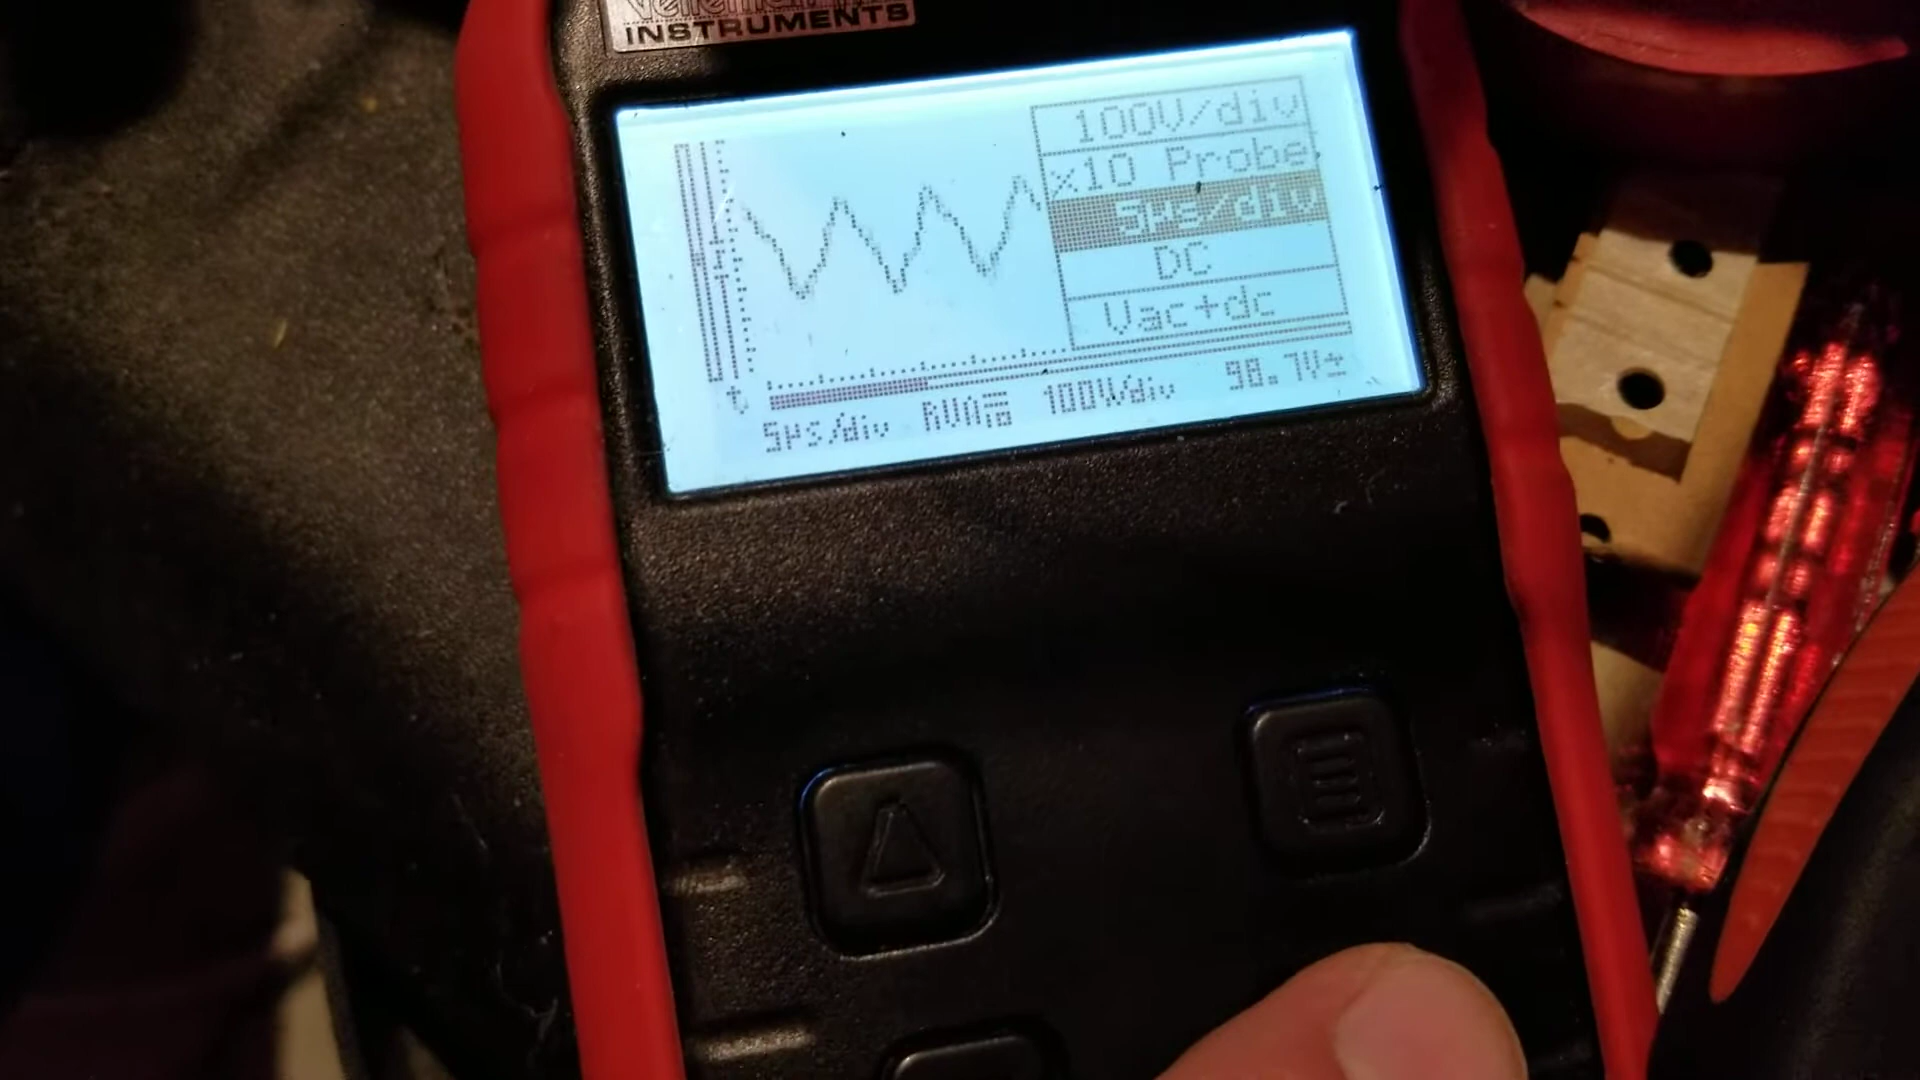 INSTRUMENTS
100V/div
x10 Probe
5µs/div
DC
Vac+dc
t
5µs/div RUN 100V/div 98.7V